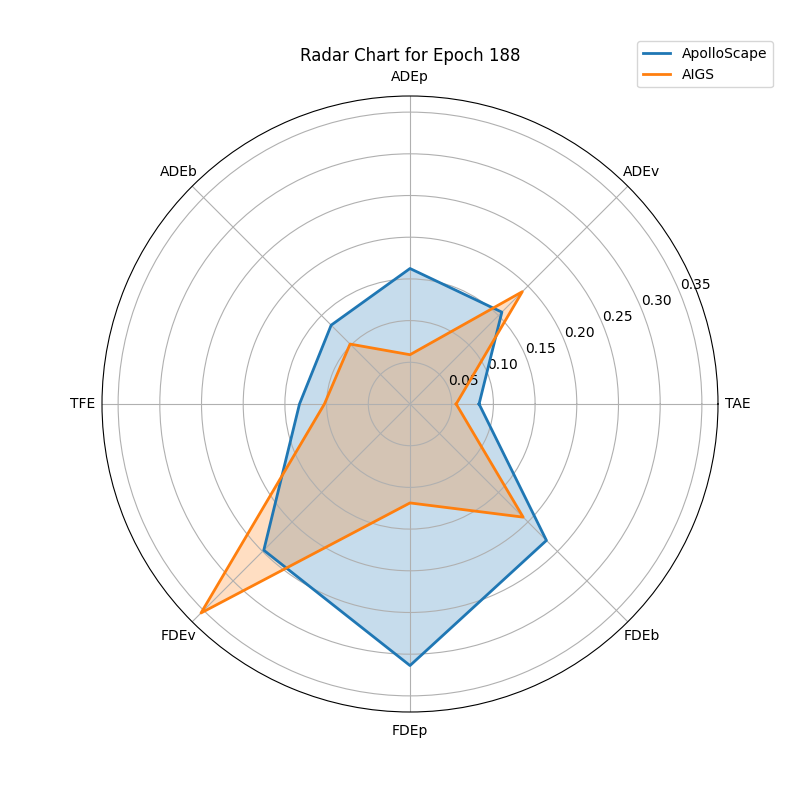 Radar Chart for Epoch 188
ApolloScape
AIGS
ADEp
ADEb
ADEv
0.35
0.30
0.25
0.20
0.15
0.10
0.05
TFE
TAE
FDEv
FDEb
FDEp